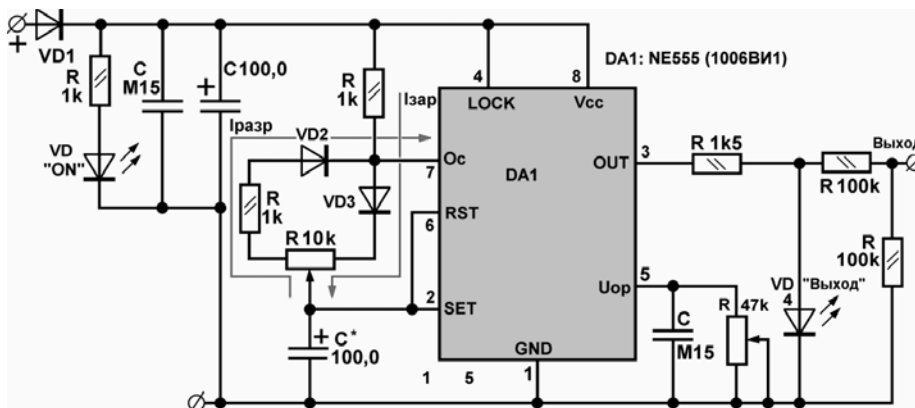 +
VD1
R
1k
C
M15
+
C100,0
VD
"ON"
R
1k
Iзар
Iразр
VD2
VD3
R
1k
R 10k
+
C*
100,0
DA1: NE555 (1006ВИ1)
4
LOCK
8
Vcc
Oc
7
DA1
OUT
3
RST
6
2
SET
Uop
5
GND
1
1
5
R 1k5
R 100k
Выход
R
100k
C
M15
R
47k
VD
4
"Выход"